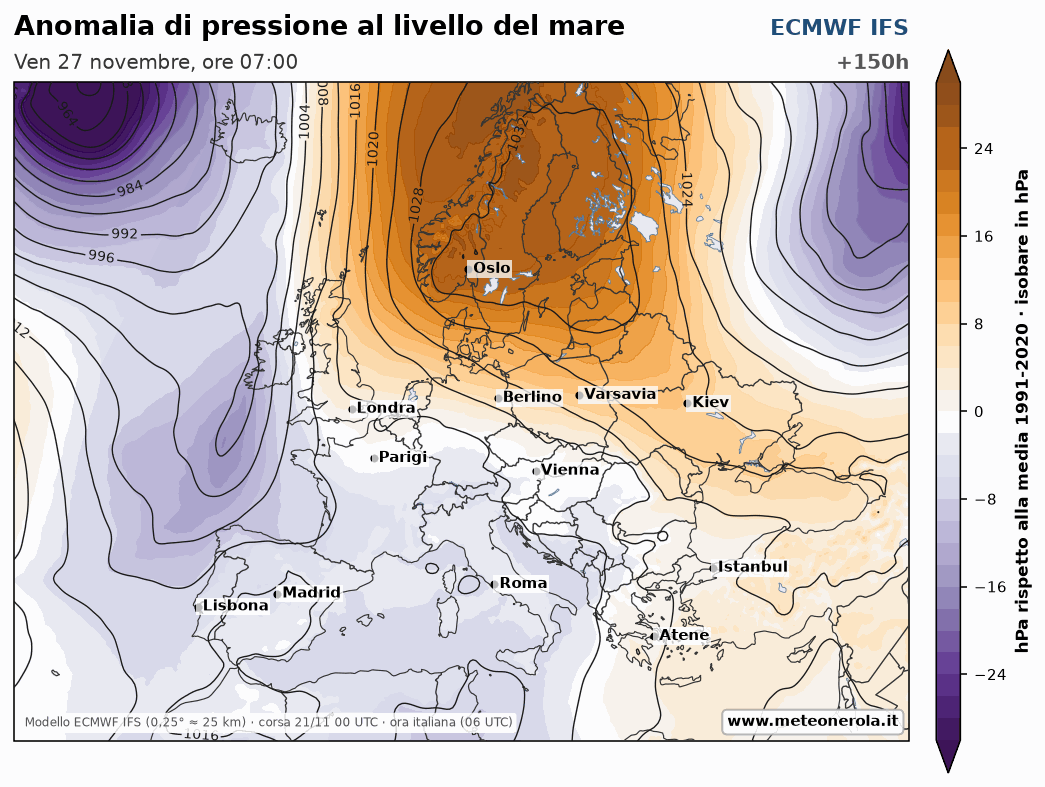 Anomalia di pressione al livello del mare
ECMWF IFS
Ven 27 novembre, ore 07:00
+150h
964
984
992
996
1004
1016
1020
1028
1032
1024
12
1016
Oslo
Londra
Berlino
Varsavia
Kiev
Parigi
Vienna
Istanbul
Roma
Madrid
Lisbona
Atene
24
16
8
0
−8
−16
−24
hPa rispetto alla media 1991-2020 · isobare in hPa
Modello ECMWF IFS (0.25° ≈ 25 km) · corsa 21/11 00 UTC · ora italiana (06 UTC)
www.meteonerola.it